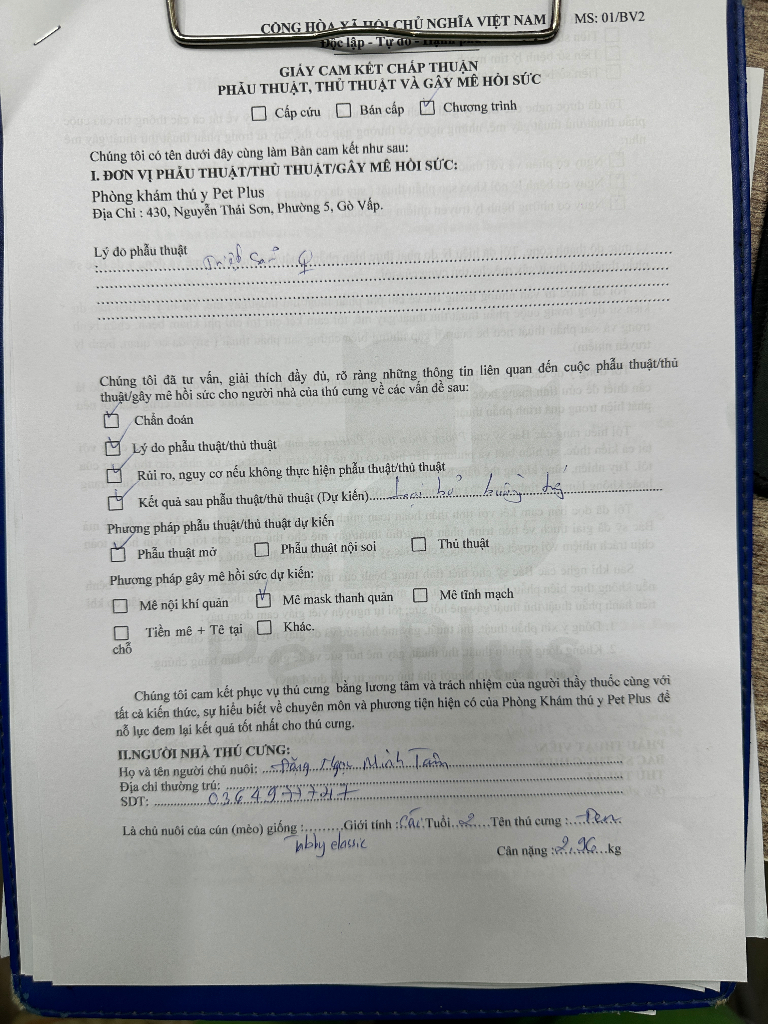 CỘNG HÒA XÃ HỘI CHỦ NGHĨA VIỆT NAM
MS: 01/BV2
Độc lập - Tự do -
GIẤY CAM KẾT CHẤP THUẬN
PHẪU THUẬT, THỦ THUẬT VÀ GÂY MÊ HỒI SỨC
Cấp cứu Bán cấp Chương trình
Chúng tôi có tên dưới đây cùng làm Bản cam kết như sau:
I. ĐƠN VỊ PHẪU THUẬT/THỦ THUẬT/GÂY MÊ HỒI SỨC:
Phòng khám thú y Pet Plus
Địa Chỉ : 430, Nguyễn Thái Sơn, Phường 5, Gò Vấp.
Lý do phẫu thuật
: Triệt sản ♀
Chúng tôi đã tư vấn, giải thích đầy đủ, rõ ràng những thông tin liên quan đến cuộc phẫu thuật/thủ
thuật/gây mê hồi sức cho người nhà của thú cưng về các vấn đề sau:
Chẩn đoán
Lý do phẫu thuật/thủ thuật
Rủi ro, nguy cơ nếu không thực hiện phẫu thuật/thủ thuật
Kết quả sau phẫu thuật/thủ thuật (Dự kiến) Loại bỏ buồng trứng
Phương pháp phẫu thuật/thủ thuật dự kiến
Phẫu thuật mở Phẫu thuật nội soi Thủ thuật
Phương pháp gây mê hồi sức dự kiến:
Mê nội khí quản Mê mask thanh quản Mê tĩnh mạch
Tiền mê + Tê tại Khác.
chỗ
Pet Plus
Chúng tôi cam kết phục vụ thú cưng bằng lương tâm và trách nhiệm của người thầy thuốc cùng với
tất cả kiến thức, sự hiểu biết về chuyên môn và phương tiện hiện có của Phòng Khám thú y Pet Plus để
nỗ lực đem lại kết quả tốt nhất cho thú cưng.
II.NGƯỜI NHÀ THÚ CƯNG:
Họ và tên người chủ nuôi: Đặng Ngọc Minh Tâm
Địa chỉ thường trú:
SDT: 
Là chủ nuôi của cún (mèo) giống : Giới tính : Cái Tuổi 2 Tên thú cưng : Đen
classic Cân nặng : 2,96 kg